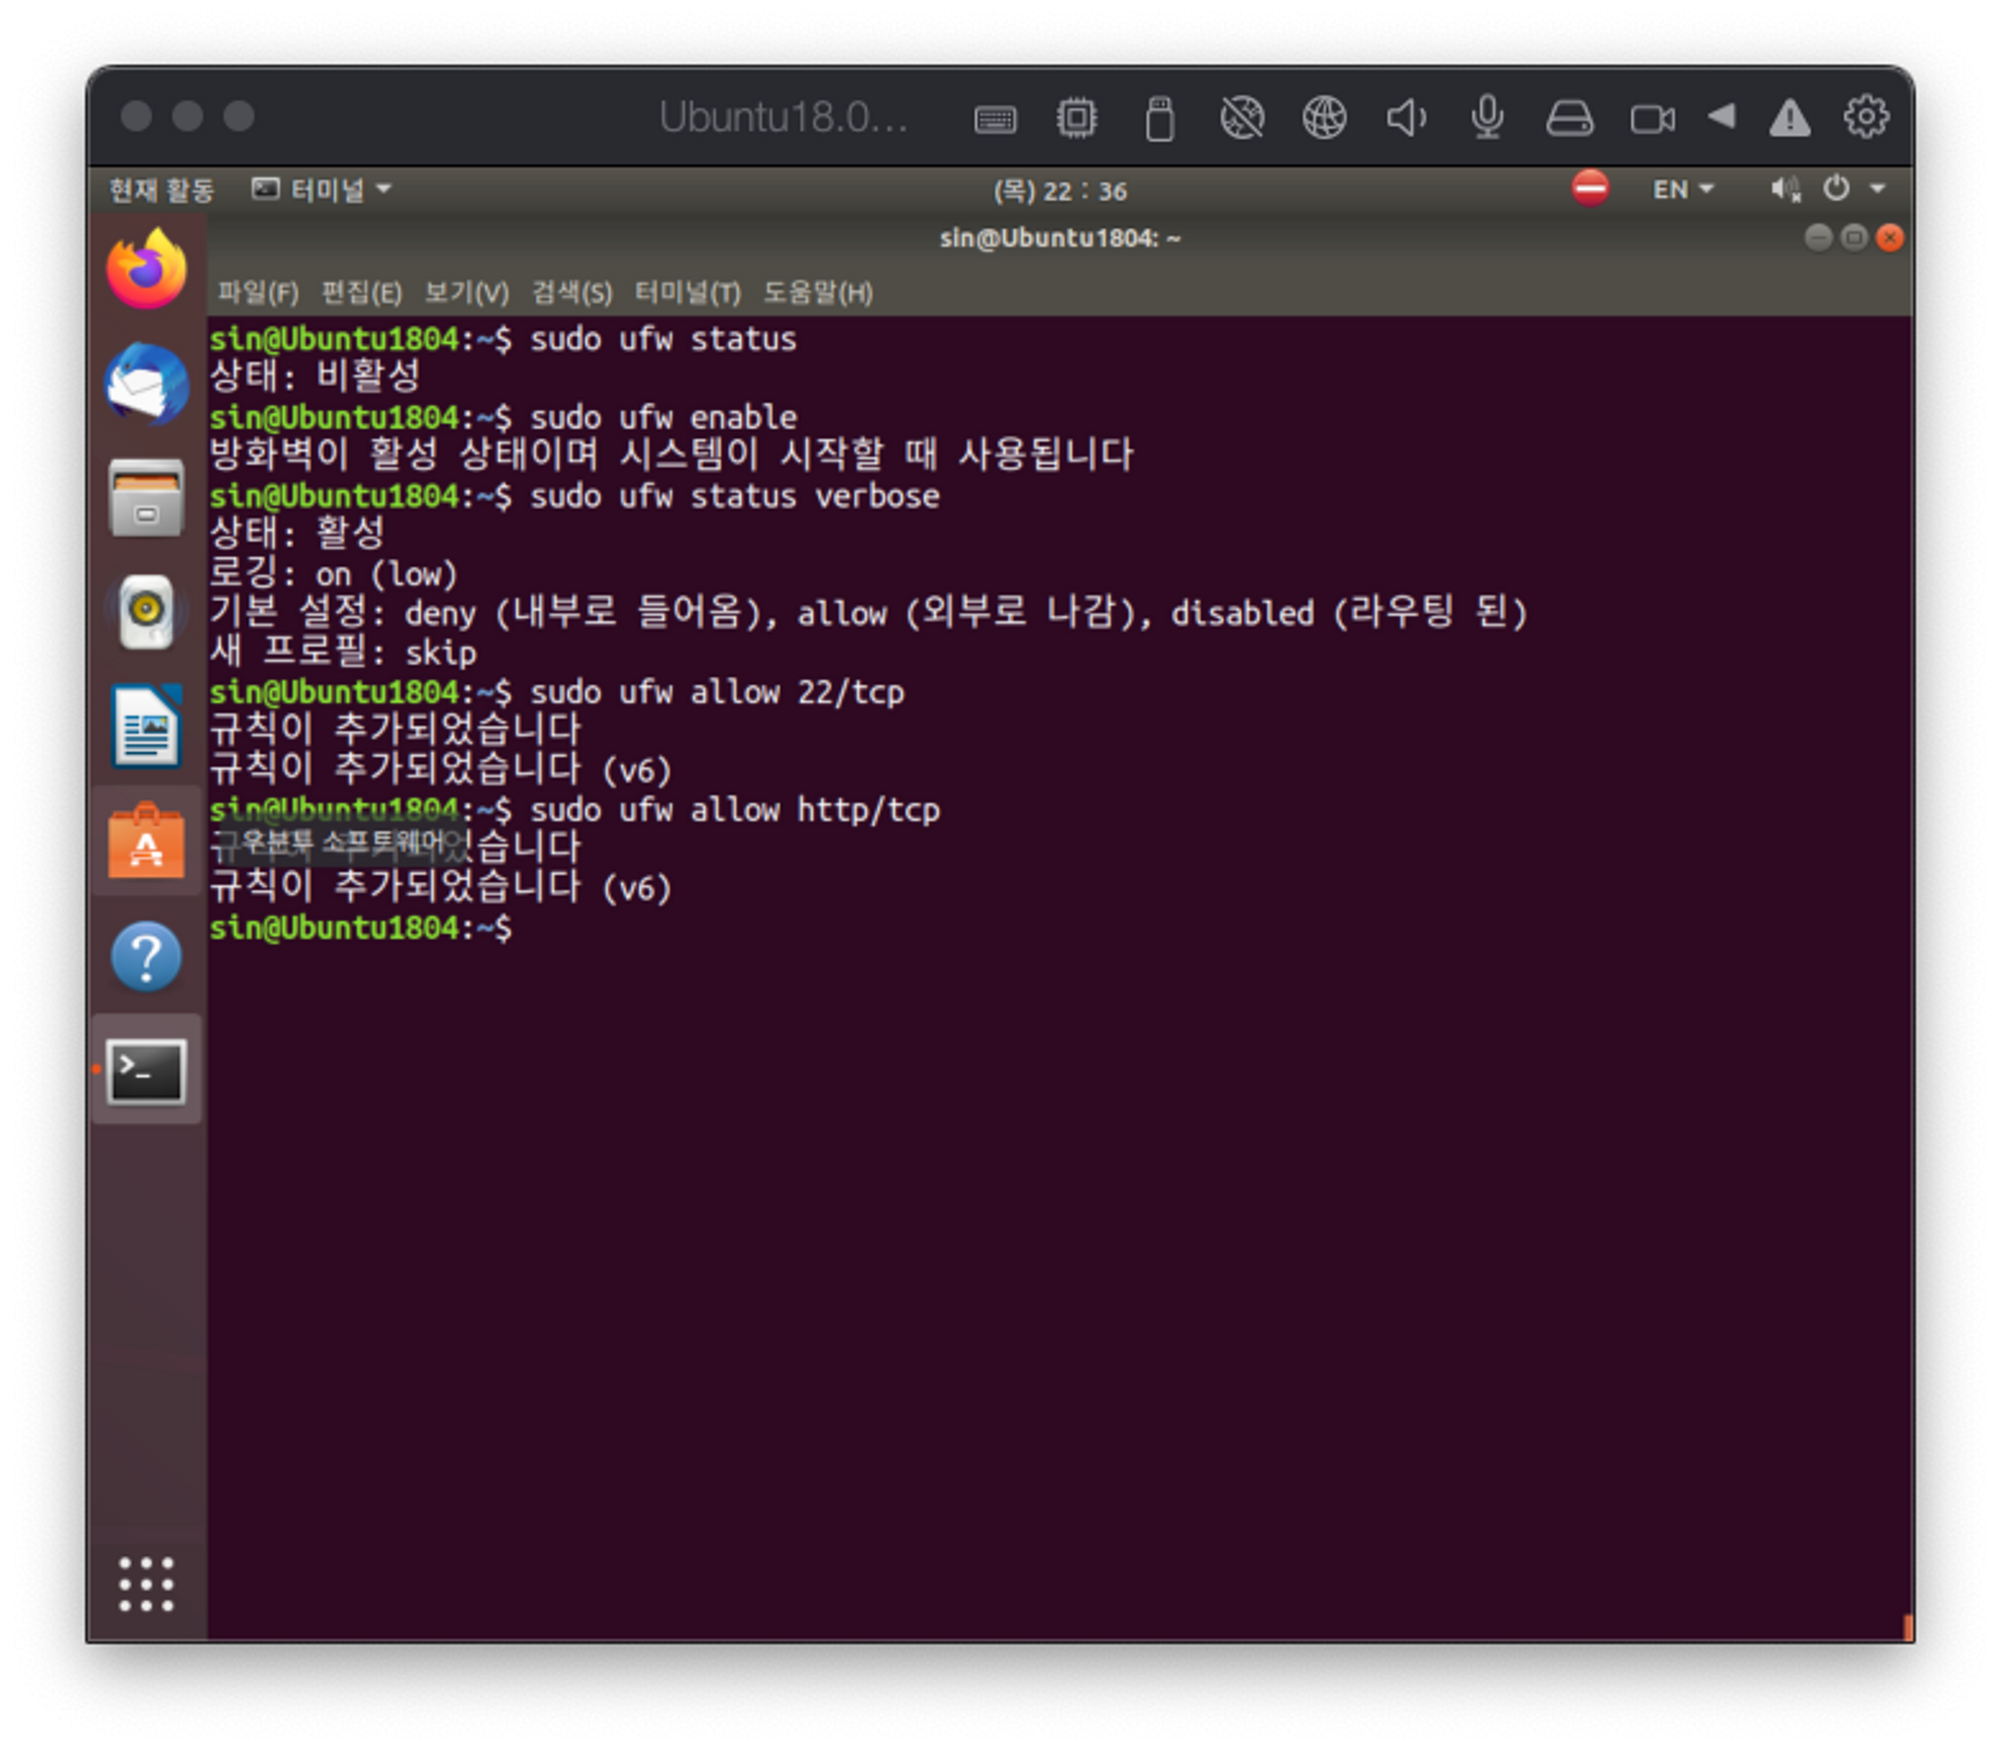 Ubuntu18.0...
현재 활동 터미널 (목) 22 : 36 EN
sin@Ubuntu1804: ~
파일(F) 편집(E) 보기(V) 검색(S) 터미널(T) 도움말(H)
sin@Ubuntu1804:~$ sudo ufw status
상태: 비활성
sin@Ubuntu1804:~$ sudo ufw enable
방화벽이 활성 상태이며 시스템이 시작할 때 사용됩니다
sin@Ubuntu1804:~$ sudo ufw status verbose
상태: 활성
로깅: on (low)
기본 설정: deny (내부로 들어옴), allow (외부로 나감), disabled (라우팅 된)
새 프로필: skip
sin@Ubuntu1804:~$ sudo ufw allow 22/tcp
규칙이 추가되었습니다
규칙이 추가되었습니다 (v6)
sin@Ubuntu1804:~$ sudo ufw allow http/tcp
우분투 소프트웨어
규칙이 추가되었습니다
규칙이 추가되었습니다 (v6)
sin@Ubuntu1804:~$